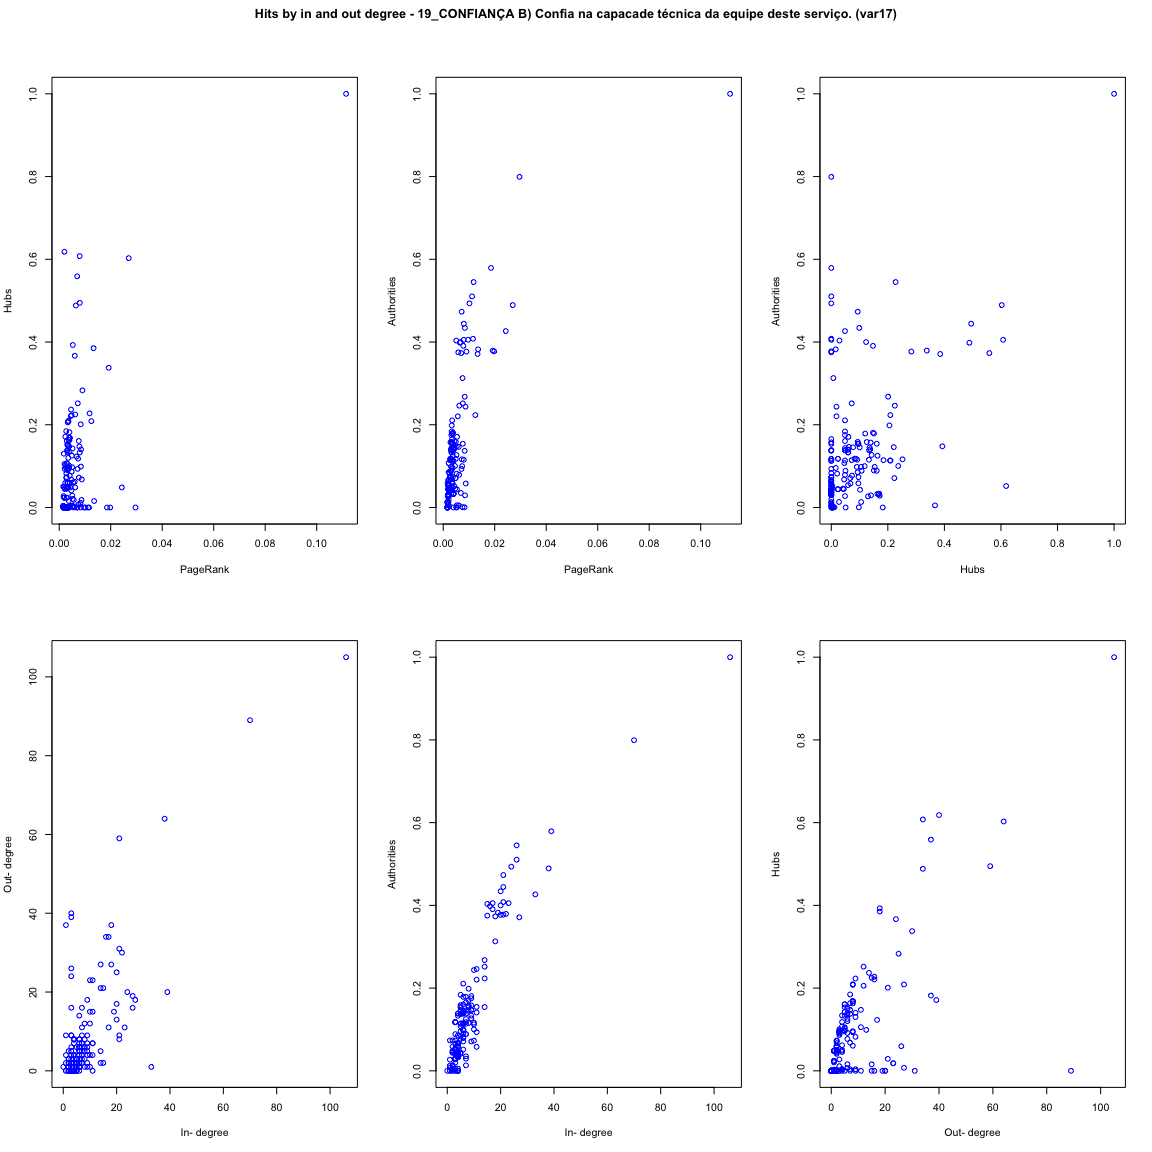 Hits by in and out degree - 19_CONFIANÇA B) Confia na capacade técnica da equipe deste serviço. (var17)
Hubs
0.0 0.2 0.4 0.6 0.8 1.0
0.00 0.02 0.04 0.06 0.08 0.10
PageRank
Authorities
0.0 0.2 0.4 0.6 0.8 1.0
0.00 0.02 0.04 0.06 0.08 0.10
PageRank
Authorities
0.0 0.2 0.4 0.6 0.8 1.0
0.0 0.2 0.4 0.6 0.8 1.0
Hubs
Out- degree
0 20 40 60 80 100
0 20 40 60 80 100
In- degree
Authorities
0.0 0.2 0.4 0.6 0.8 1.0
0 20 40 60 80 100
In- degree
Hubs
0.0 0.2 0.4 0.6 0.8 1.0
0 20 40 60 80 100
Out- degree